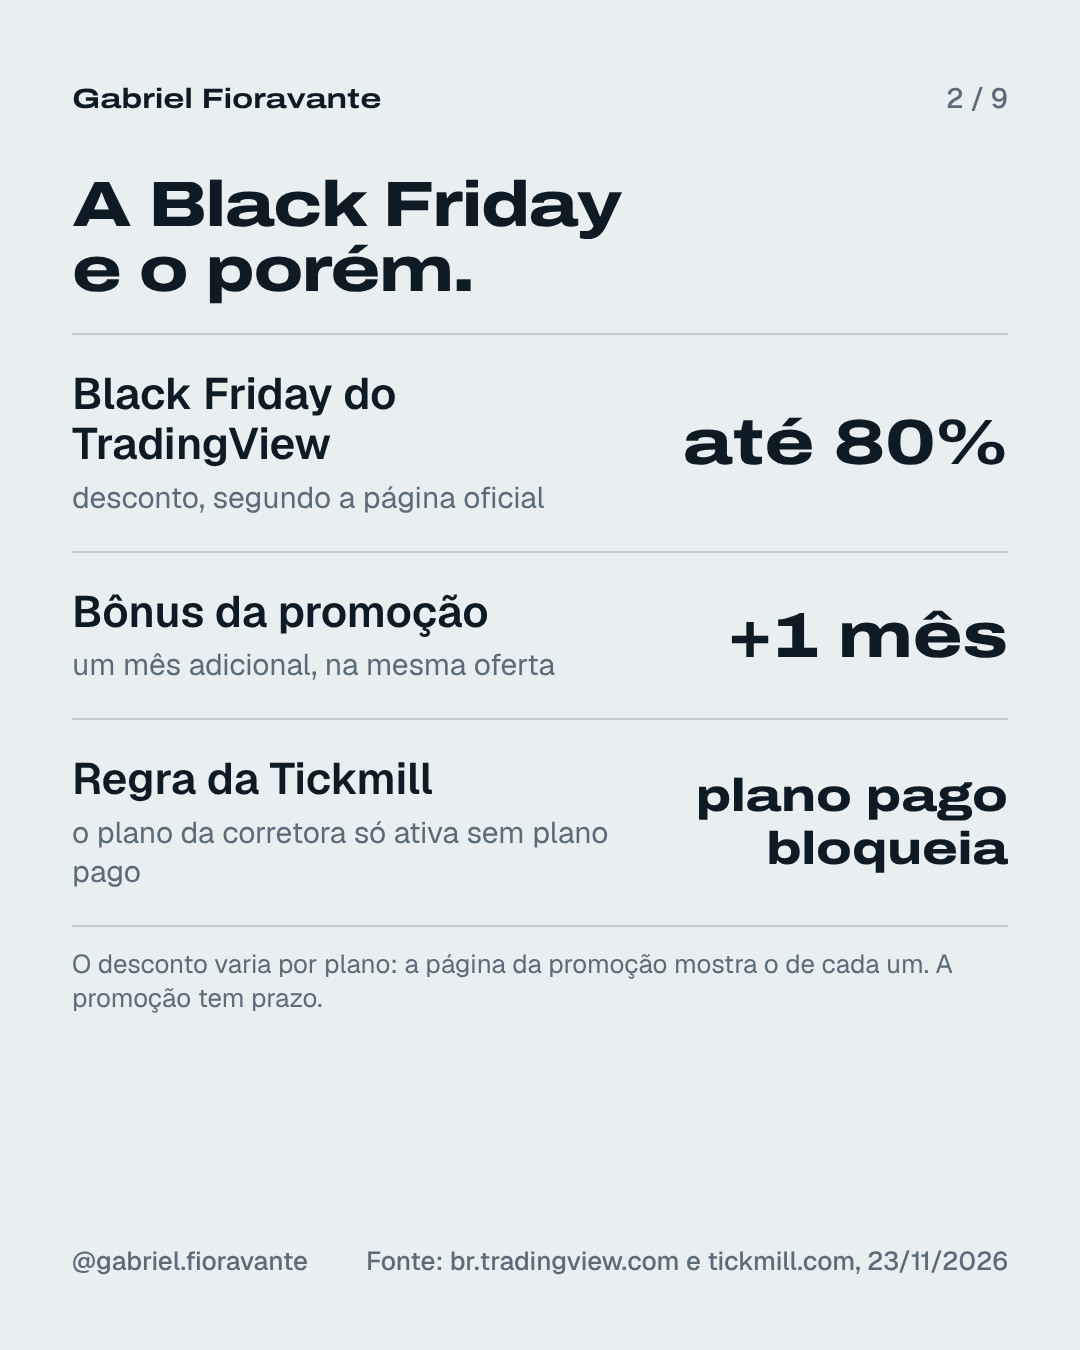 Gabriel Fioravante
2 / 9
A Black Friday
e o porém.
Black Friday do
TradingView
até 80%
desconto, segundo a página oficial
Bônus da promoção
+1 mês
um mês adicional, na mesma oferta
Regra da Tickmill
plano pago
bloqueia
o plano da corretora só ativa sem plano
pago
O desconto varia por plano: a página da promoção mostra o de cada um. A
promoção tem prazo.
@gabriel.fioravante
Fonte: br.tradingview.com e tickmill.com, 23/11/2026